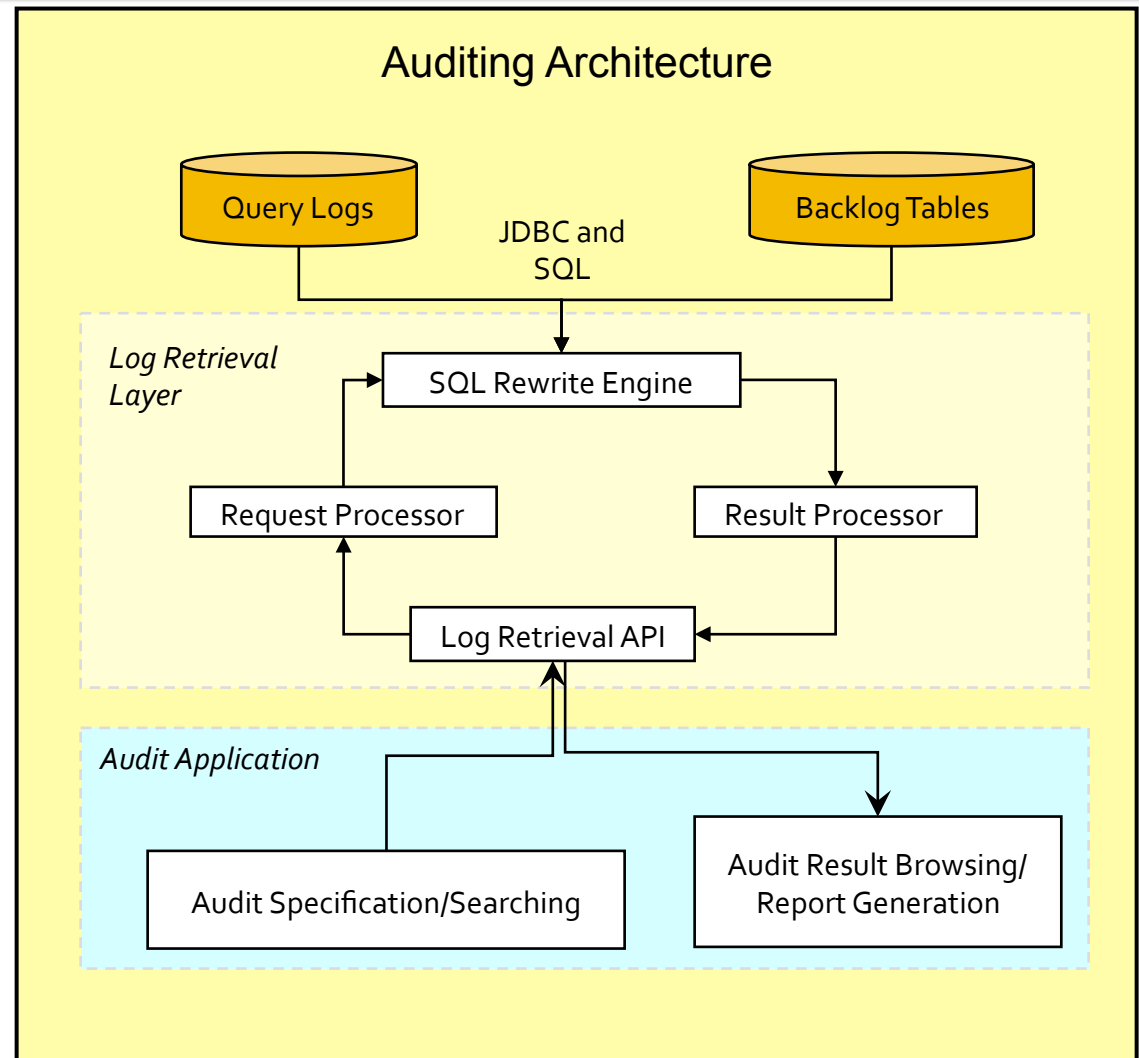 Auditing Architecture
Query Logs
Backlog Tables
JDBC and
SQL
Log Retrieval
Layer
SQL Rewrite Engine
Request Processor
Result Processor
Log Retrieval API
Audit Application
Audit Specification/Searching
Audit Result Browsing/
Report Generation